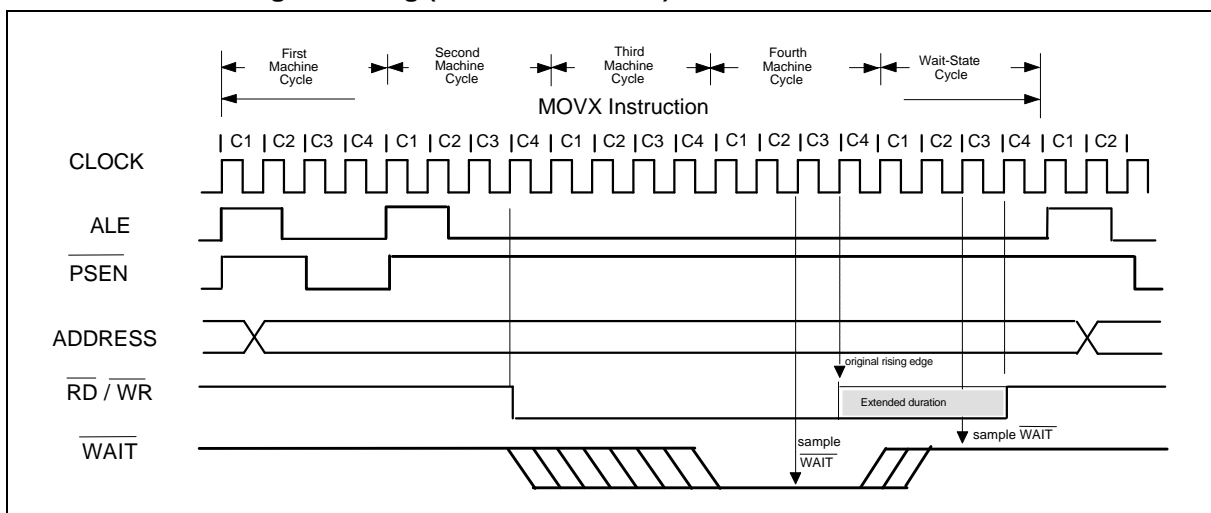 First
Machine
Cycle
Second
Machine
Cycle
Third
Machine
Cycle
Fourth
Machine
Cycle
Wait-State
Cycle
MOVX Instruction
CLOCK
C1 C2 C3 C4 C1 C2 C3 C4 C1 C2 C3 C4 C1 C2 C3 C4 C1 C2 C3 C4 C1 C2
ALE
PSEN
ADDRESS
original rising edge
RD / WR
Extended duration
sample WAIT
WAIT
sample
WAIT